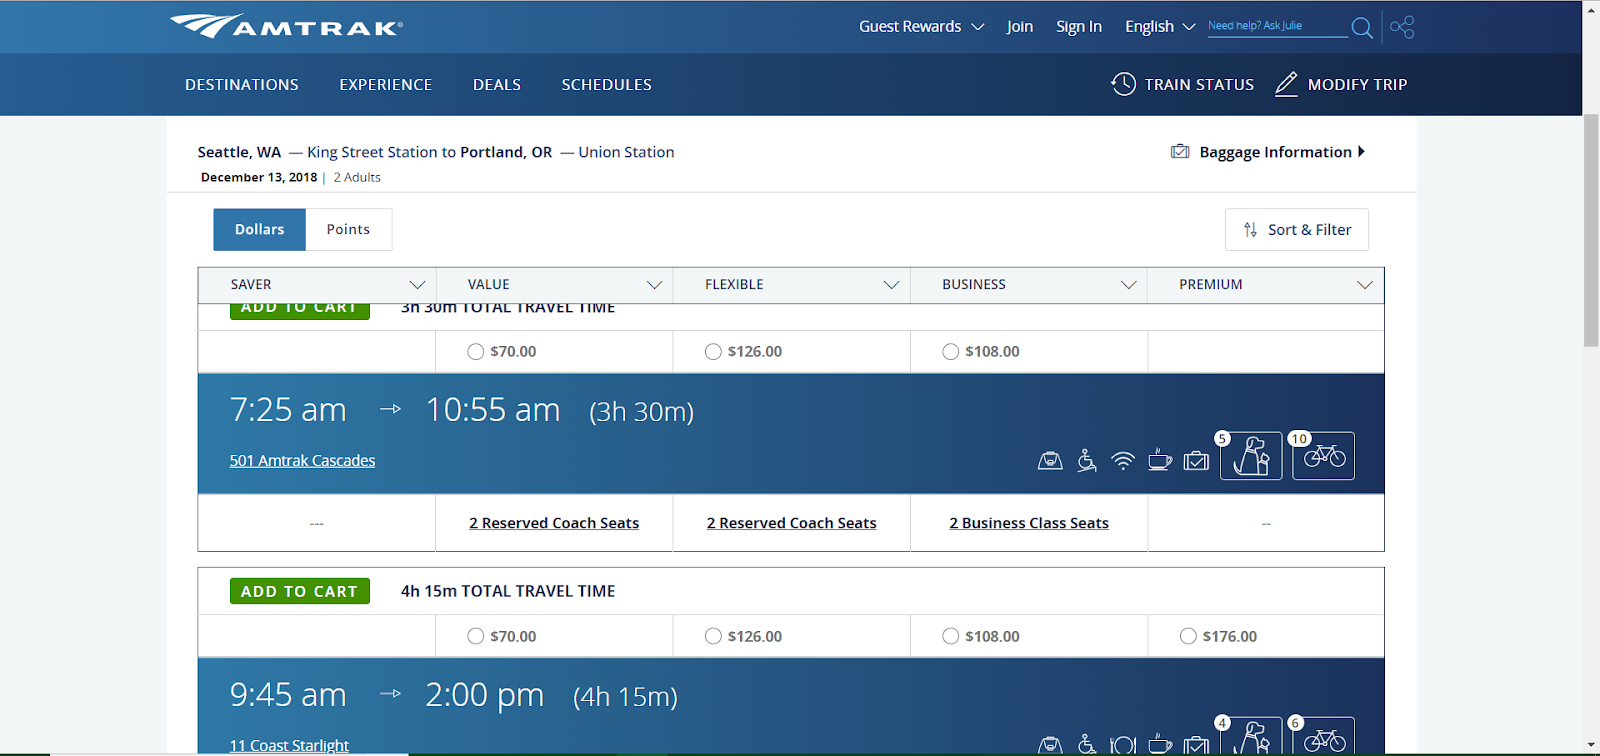 AMTRAK®
Guest Rewards Join Sign In English Need help? Ask Julie
DESTINATIONS EXPERIENCE DEALS SCHEDULES TRAIN STATUS MODIFY TRIP
Seattle, WA — King Street Station to Portland, OR — Union Station Baggage Information
December 13, 2018 | 2 Adults
Dollars Points Sort & Filter
SAVER VALUE FLEXIBLE BUSINESS PREMIUM
ADD TO CART 3h 30m TOTAL TRAVEL TIME
$70.00 $126.00 $108.00
7:25 am 10:55 am (3h 30m)
501 Amtrak Cascades 5 10
--- 2 Reserved Coach Seats 2 Reserved Coach Seats 2 Business Class Seats --
ADD TO CART 4h 15m TOTAL TRAVEL TIME
$70.00 $126.00 $108.00 $176.00
9:45 am 2:00 pm (4h 15m)
11 Coast Starlight 4 6